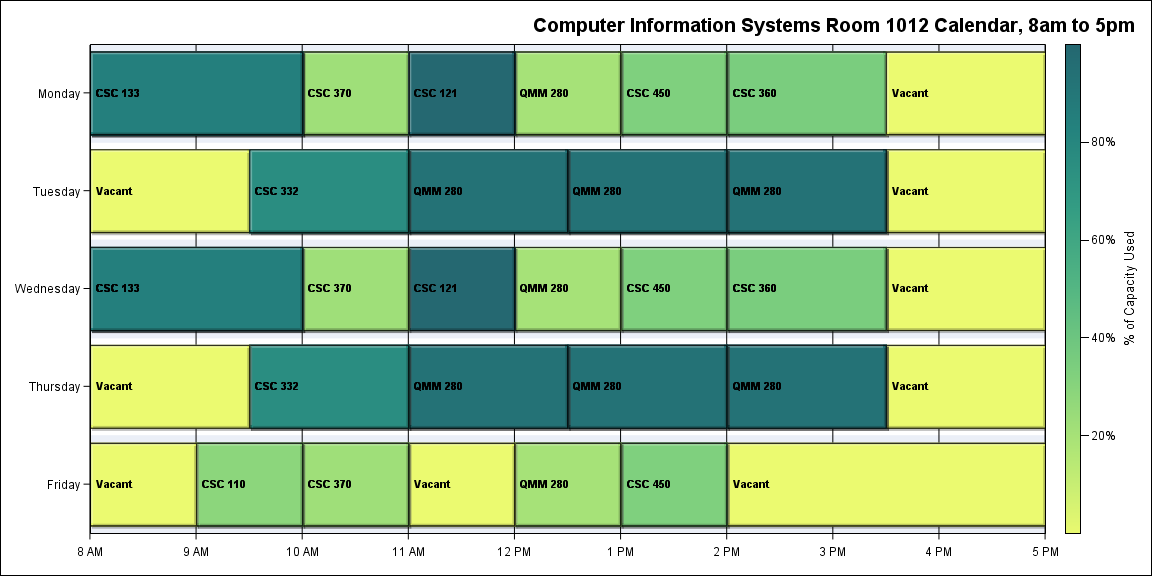 Computer Information Systems Room 1012 Calendar, 8am to 5pm
Monday CSC 133 CSC 370 CSC 121 QMM 280 CSC 450 CSC 360 Vacant
Tuesday Vacant CSC 332 QMM 280 QMM 280 QMM 280 Vacant
Wednesday CSC 133 CSC 370 CSC 121 QMM 280 CSC 450 CSC 360 Vacant
Thursday Vacant CSC 332 QMM 280 QMM 280 QMM 280 Vacant
Friday Vacant CSC 110 CSC 370 Vacant QMM 280 CSC 450 Vacant
8 AM 9 AM 10 AM 11 AM 12 PM 1 PM 2 PM 3 PM 4 PM 5 PM
80%
60%
40%
20%
% of Capacity Used